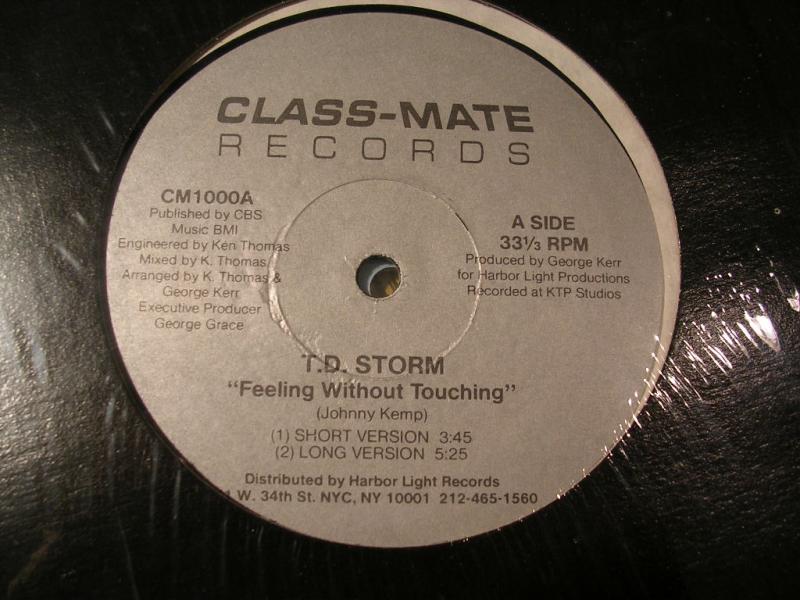 CLASS-MATE
RECORDS
CM1000A
Published by CBS
Music BMI
Engineered by Ken Thomas
Mixed by K. Thomas
Arranged by K. Thomas &
George Kerr
Executive Producer
George Grace
A SIDE
33⅓ RPM
Produced by George Kerr
for Harbor Light Productions
Recorded at KTP Studios
T.D. STORM
"Feeling Without Touching"
(Johnny Kemp)
(1) SHORT VERSION 3:45
(2) LONG VERSION 5:25
Distributed by Harbor Light Records
W. 34th St. NYC, NY 10001 212-465-1560